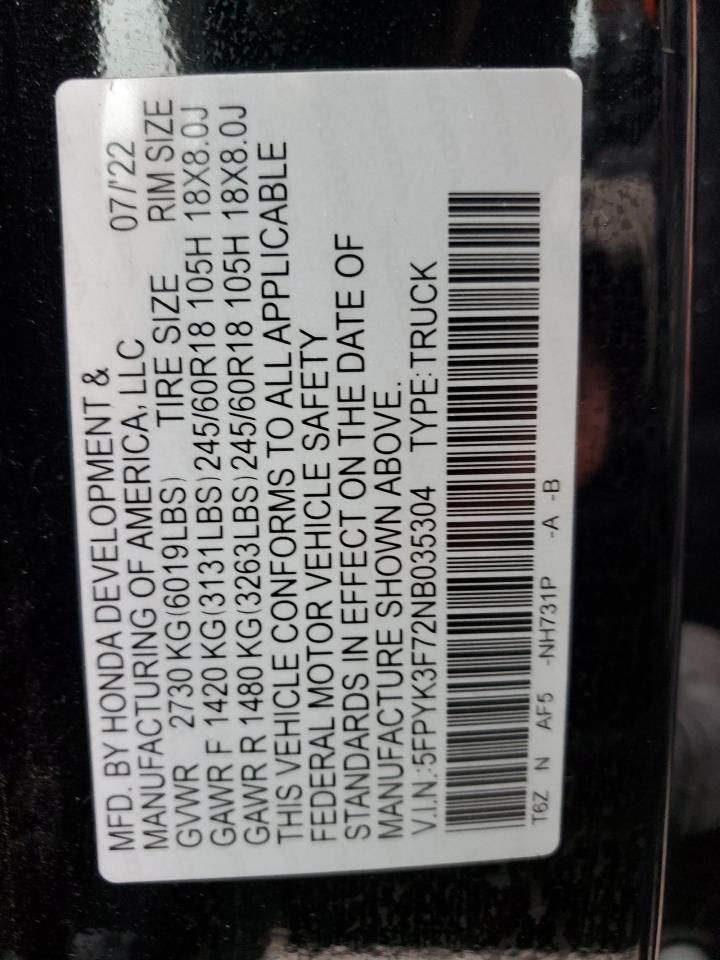 MFD. BY HONDA DEVELOPMENT &
MANUFACTURING OF AMERICA, LLC 07/'22
GVWR 2730 KG(6019LBS) TIRE SIZE RIM SIZE
GAWR F 1420 KG(3131LBS) 245/60R18 105H 18X8.0J
GAWR R 1480 KG(3263LBS) 245/60R18 105H 18X8.0J
THIS VEHICLE CONFORMS TO ALL APPLICABLE
FEDERAL MOTOR VEHICLE SAFETY
STANDARDS IN EFFECT ON THE DATE OF
MANUFACTURE SHOWN ABOVE.
V.I.N.:5FPYK3F72NB035304 TYPE:TRUCK
T6Z N AF5 -NH731P -A -B